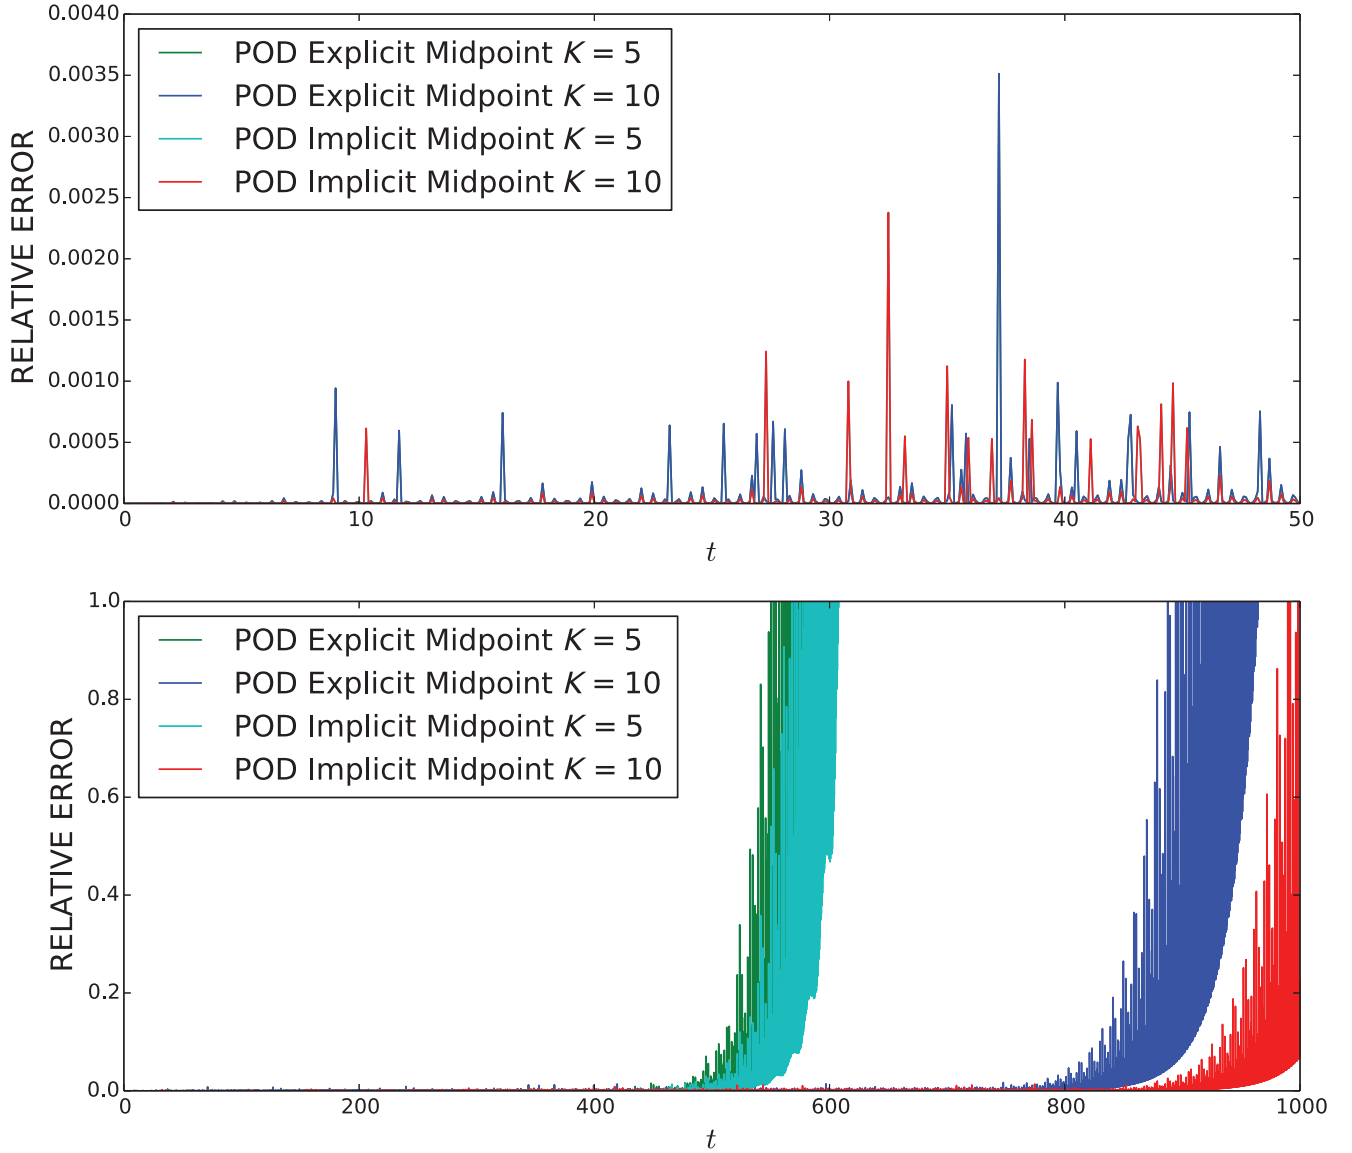 0.0040
0.0035
0.0030
0.0025
0.0020
0.0015
0.0010
0.0005
0.0000
RELATIVE ERROR
POD Explicit Midpoint K = 5
POD Explicit Midpoint K = 10
POD Implicit Midpoint K = 5
POD Implicit Midpoint K = 10
0 10 20 30 40 50
t
1.0
0.8
0.6
0.4
0.2
0.0
RELATIVE ERROR
POD Explicit Midpoint K = 5
POD Explicit Midpoint K = 10
POD Implicit Midpoint K = 5
POD Implicit Midpoint K = 10
0 200 400 600 800 1000
t